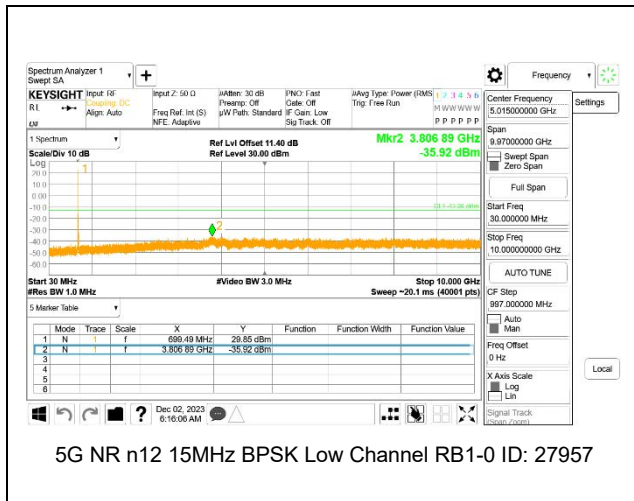 Spectrum Analyzer 1
Swept SA
+
Frequency
KEYSIGHT
RL
Input: RF
Coupling: DC
Align: Auto
Input Z: 50 Ω
Freq Ref: Int (S)
NFE: Adaptive
#Atten: 30 dB
Preamp: Off
µW Path: Standard
PNO: Fast
Gate: Off
IF Gain: Low
Sig Track: Off
#Avg Type: Power (RMS
Trig: Free Run
1 2 3 4 5 6
M W W W W W
P P P P P P
Center Frequency
5.015000000 GHz
Settings
Span
9.97000000 GHz
Swept Span
Zero Span
Full Span
Start Freq
30.000000 MHz
Stop Freq
10.000000000 GHz
AUTO TUNE
CF Step
997.000000 MHz
Auto
Man
Freq Offset
0 Hz
X Axis Scale
Log
Lin
Local
Signal Track
(Span Zoom)
1 Spectrum
Scale/Div 10 dB
Log
Ref Lvl Offset 11.40 dB
Ref Level 30.00 dBm
Mkr2 3.806 89 GHz
-35.92 dBm
20.0
10.0
0.00
-10.0
-20.0
-30.0
-40.0
-50.0
-60.0
1
2
Start 30 MHz
#Res BW 1.0 MHz
#Video BW 3.0 MHz
Stop 10.000 GHz
Sweep ~20.1 ms (40001 pts)
5 Marker Table
Mode Trace Scale X Y Function Function Width Function Value
1 N 1 f 699.49 MHz 29.85 dBm
2 N 1 f 3.806 89 GHz -35.92 dBm
3
4
5
6
?
Dec 02, 2023
6:16:06 AM
5G NR n12 15MHz BPSK Low Channel RB1-0 ID: 27957